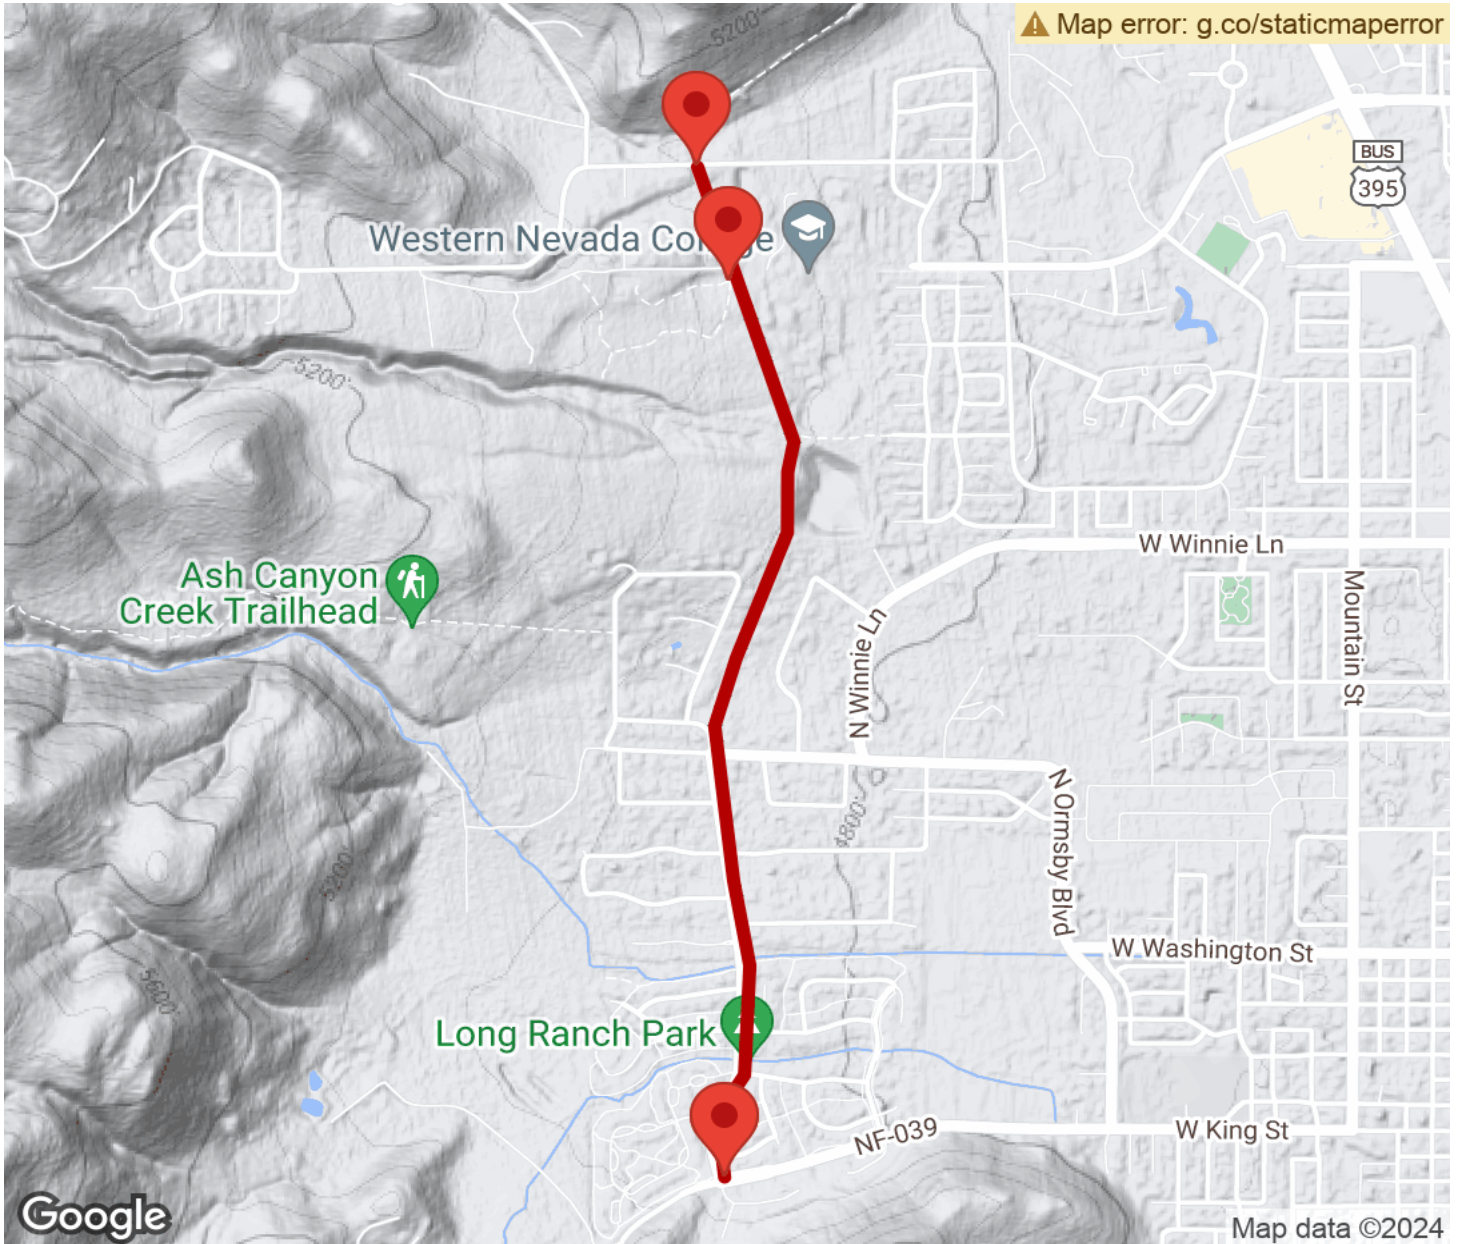 5200'
Map error: g.co/staticmaperror
BUS
395
Western Nevada Co
ge
5200'
W Winnie Ln
Ash Canyon
Creek Trailhead
Mountain St
N Winnie Ln
N Ormsby Blvd
4800'
5200'
W Washington St
5600'
Long Ranch Park
NF-039
W King St
Google
Map data ©2024